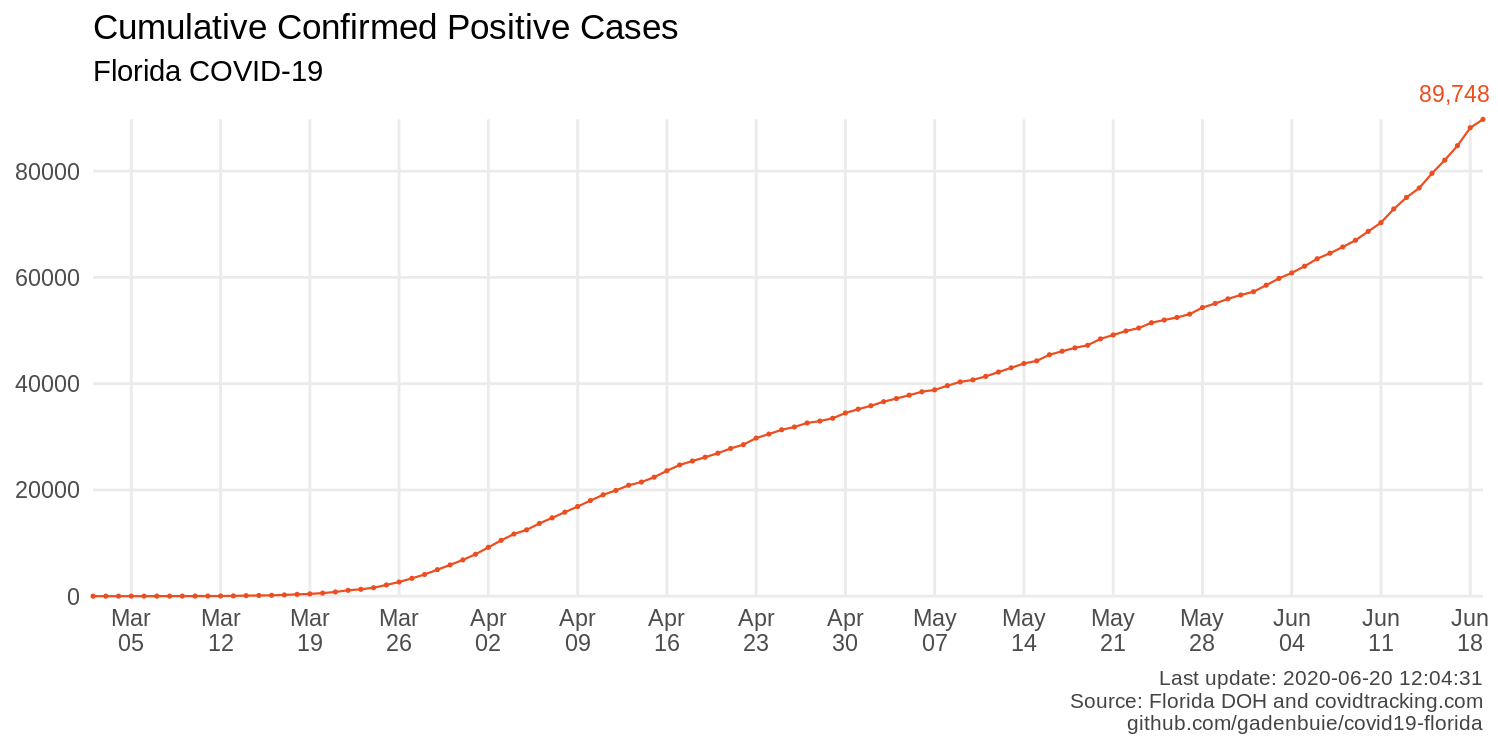 Cumulative Confirmed Positive Cases
Florida COVID-19
89,748
80000
60000
40000
20000
0
Mar Mar Mar Mar Apr Apr Apr Apr Apr May May May May Jun Jun Jun
05 12 19 26 02 09 16 23 30 07 14 21 28 04 11 18
Last update: 2020-06-20 12:04:31
Source: Florida DOH and covidtracking.com
github.com/gadenbuie/covid19-florida